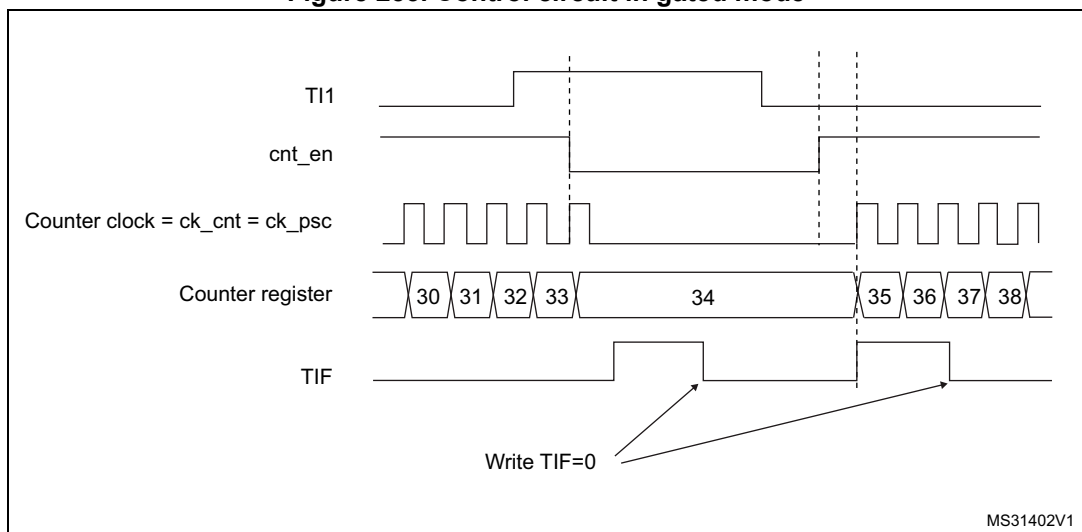 Figure Control circuit in gated mode
TI1
cnt_en
Counter clock = ck_cnt = ck_psc
Counter register 30 31 32 33 34 35 36 37 38
TIF
Write TIF=0
MS31402V1